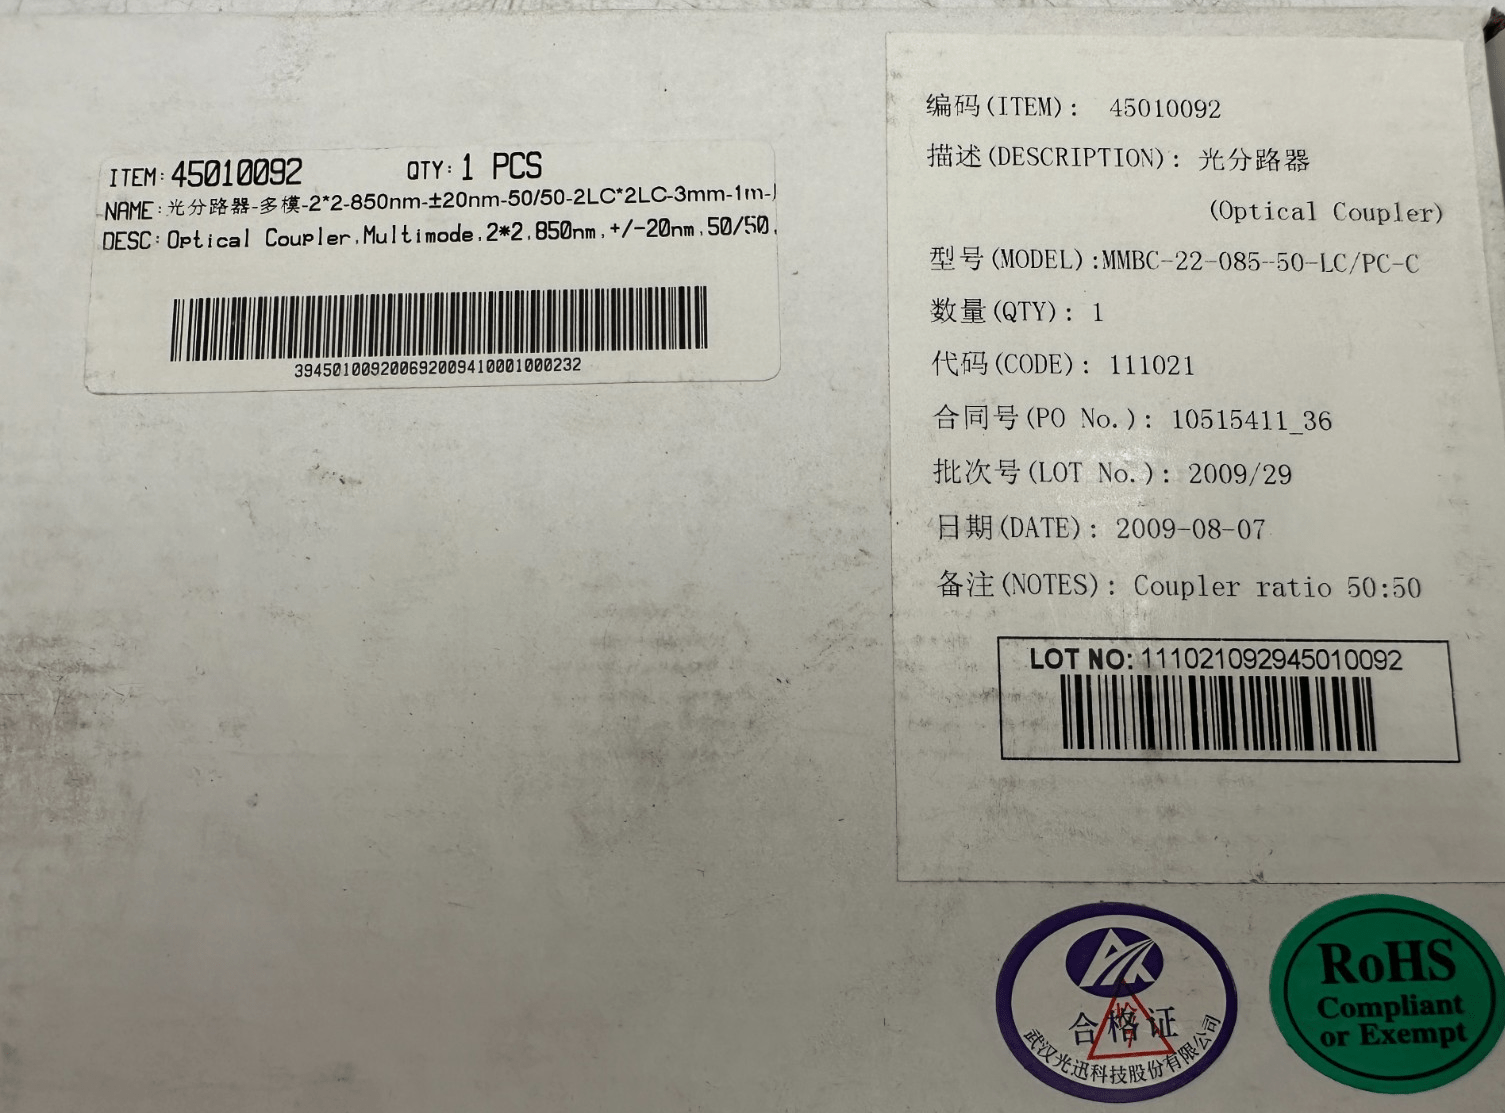 ITEM: 45010092 QTY: 1 PCS
NAME: 光分路器-多模-2*2-850nm-±20nm-50/50-2LC*2LC-3mm-1m-
DESC: Optical Coupler,Multimode,2*2,850nm,+/-20nm,50/50,
394501009200692009410001000232
编码(ITEM): 45010092
描述(DESCRIPTION): 光分路器
(Optical Coupler)
型号(MODEL):MMBC-22-085-50-LC/PC-C
数量(QTY): 1
代码(CODE): 111021
合同号(PO No.): 10515411_36
批次号(LOT No.): 2009/29
日期(DATE): 2009-08-07
备注(NOTES): Coupler ratio 50:50
LOT NO: 111021092945010092
合格证
武汉光迅科技股份有限公司
RoHS
Compliant
or Exempt